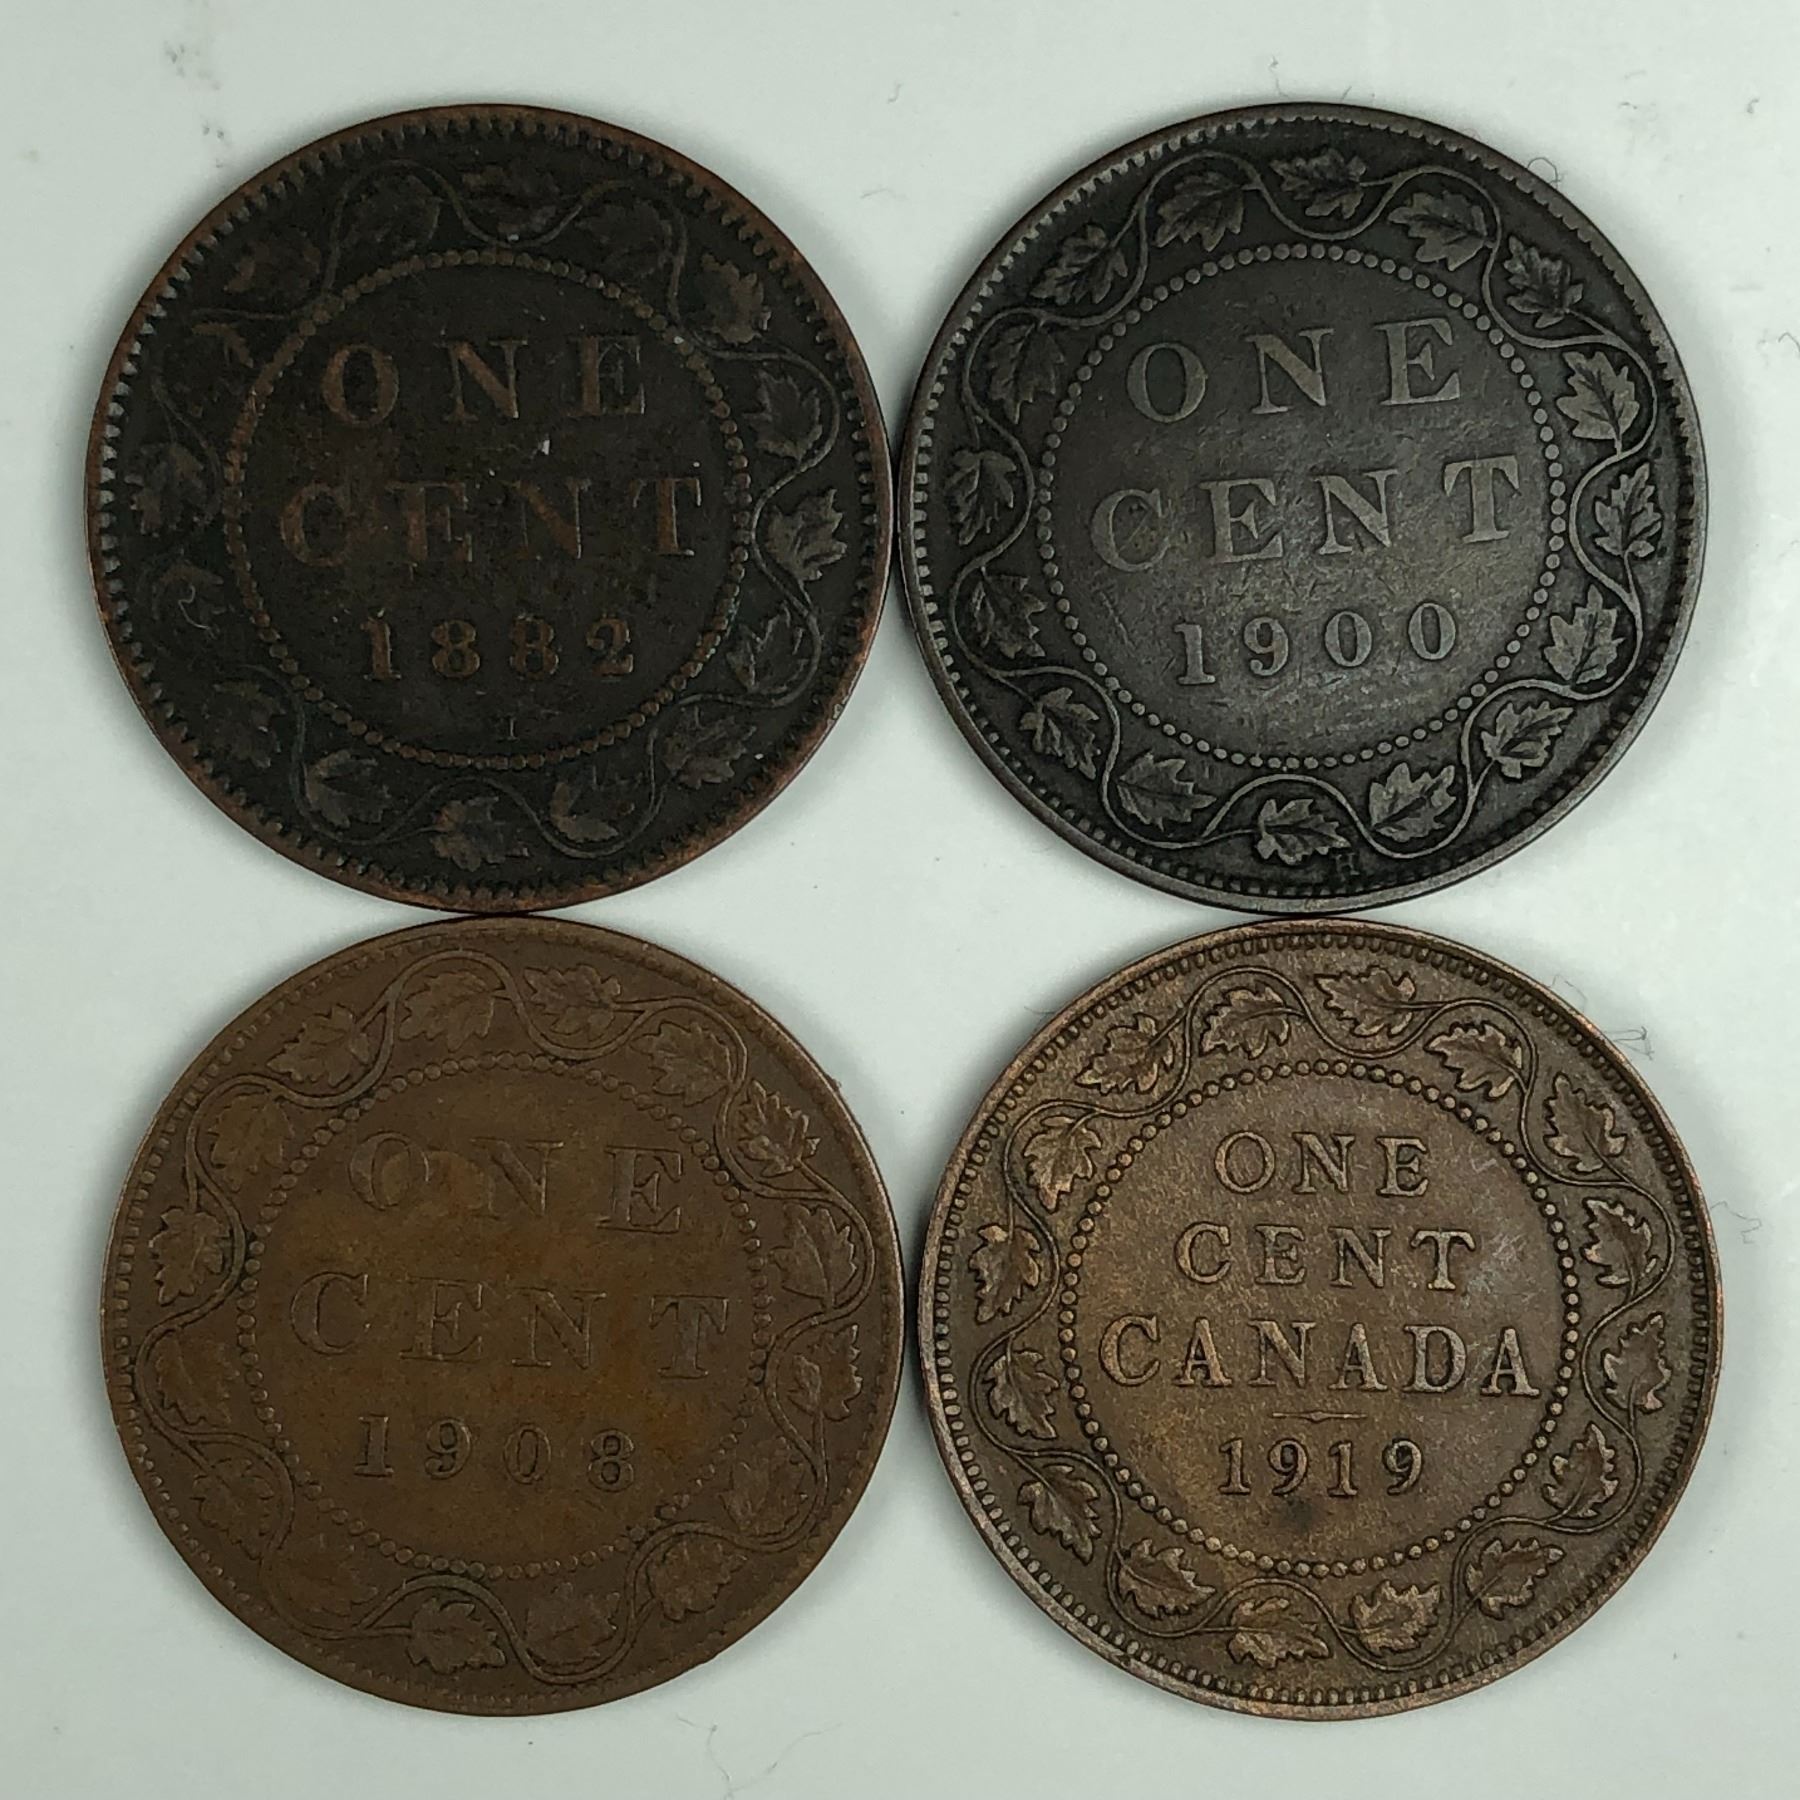 ONE
CENT
1882
ONE
CENT
1900
H
ONE
CENT
1908
ONE
CENT
CANADA
1919